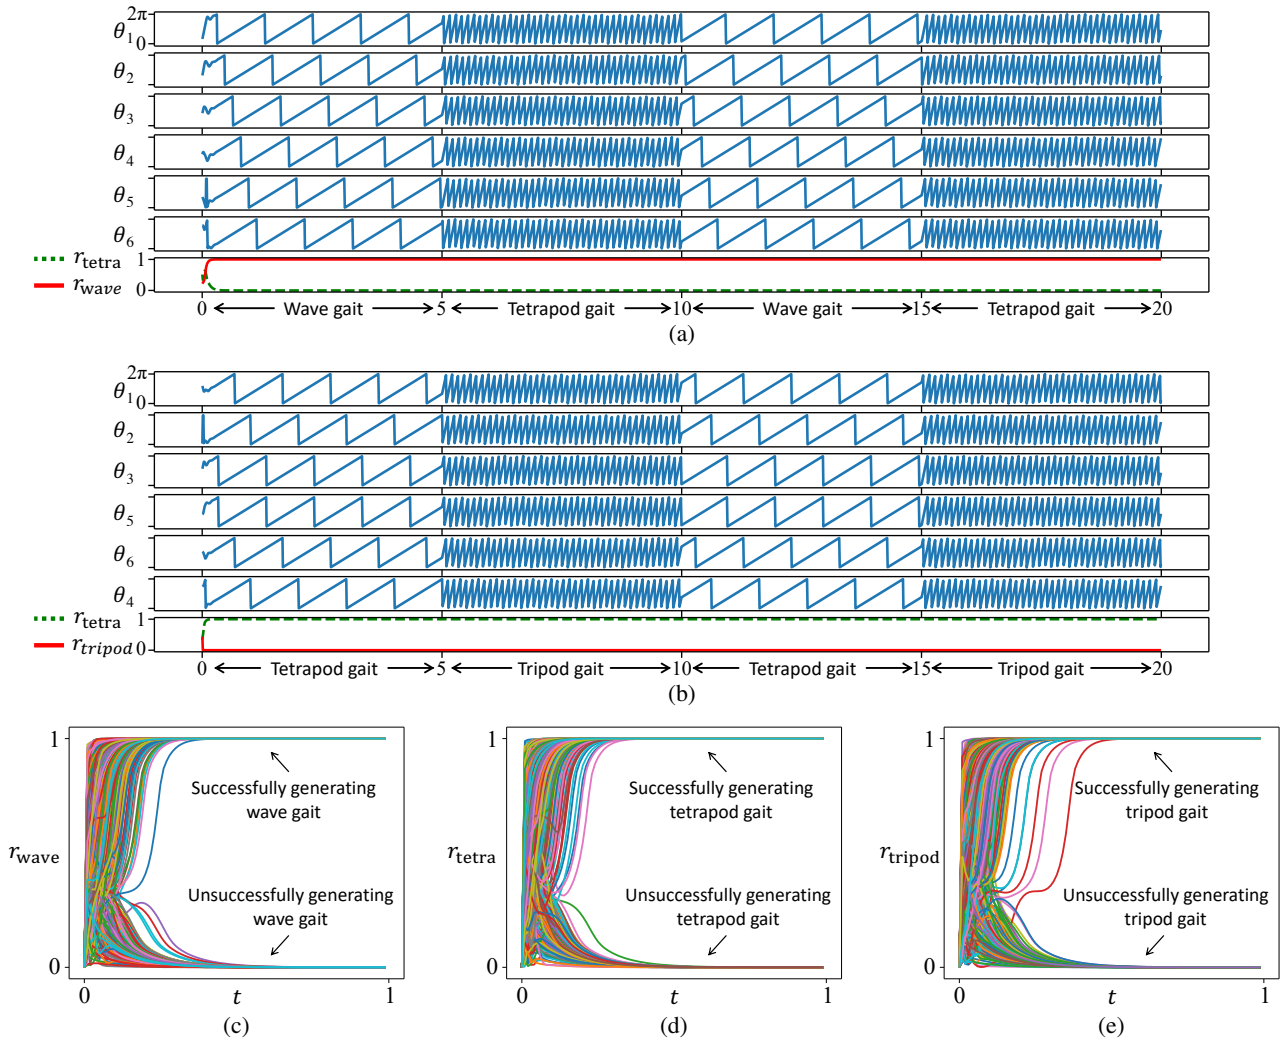 θ₁ 2π 0
θ₂
θ₃
θ₄
θ₅
θ₆
r_tetra 1
r_wave 0
0 Wave gait 5 Tetrapod gait 10 Wave gait 15 Tetrapod gait 20
(a)
θ₁ 2π 0
θ₂
θ₃
θ₅
θ₆
θ₄
r_tetra 1
r_tripod 0
0 Tetrapod gait 5 Tripod gait 10 Tetrapod gait 15 Tripod gait 20
(b)
1
Successfully generating
wave gait
r_wave
Unsuccessfully generating
wave gait
0
0 t 1
(c)
1
Successfully generating
tetrapod gait
r_tetra
Unsuccessfully generating
tetrapod gait
0
0 t 1
(d)
1
Successfully generating
tripod gait
r_tripod
Unsuccessfully generating
tripod gait
0
0 t 1
(e)